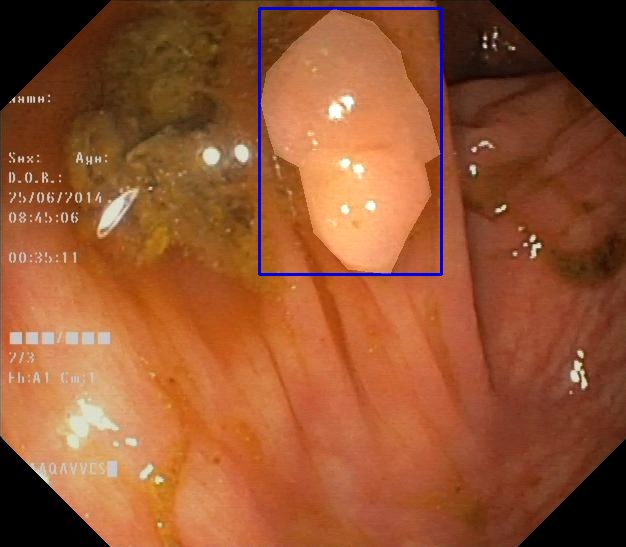 Name:
Sex: Age:
D.O.B.:
25/06/2014
08:45:06
00:35:11
■■■/■■■
2/3
Eh:A1 Cm:1